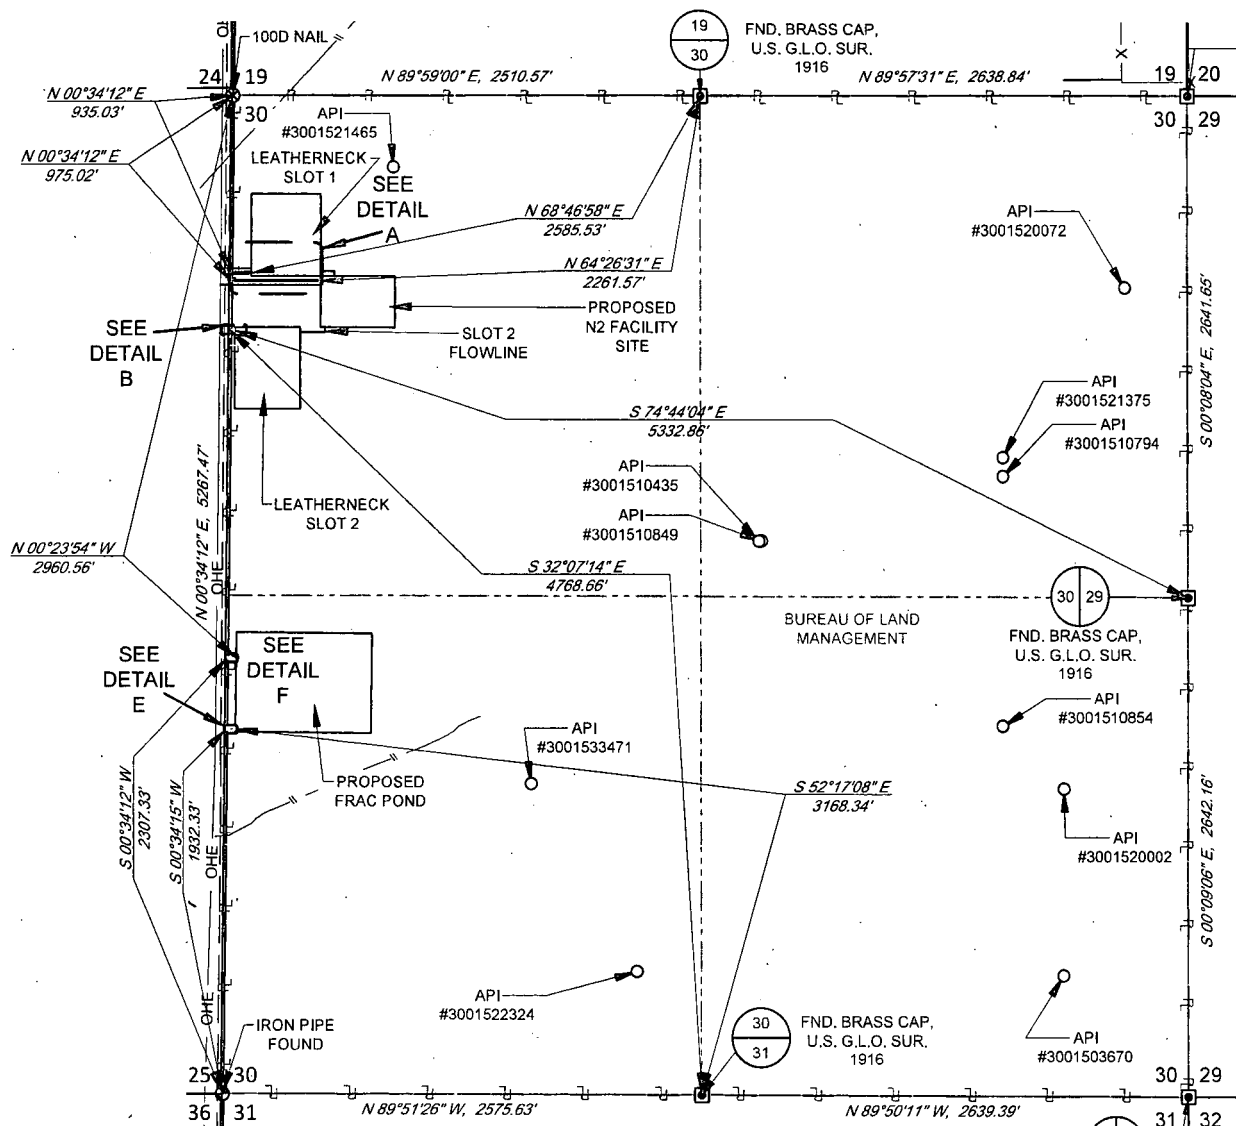 19
30
FND. BRASS CAP,
U.S. G.L.O. SUR.
1916
100D NAIL
24 19
30
N 89°59'00" E, 2510.57'
N 89°57'31" E, 2638.84'
X
19 20
30 29
N 00°34'12" E
935.03'
N 00°34'12" E
975.02'
API
#3001521465
LEATHERNECK
SLOT 1
SEE
DETAIL
A
N 68°46'58" E
2585.53'
N 64°26'31" E
2261.57'
API
#3001520072
PROPOSED
N2 FACILITY
SITE
SLOT 2
FLOWLINE
SEE
DETAIL
B
S 00°08'04" E, 2641.65'
API
#3001521375
API
#3001510794
S 74°44'04" E
5332.86'
API
#3001510435
API
#3001510849
LEATHERNECK
SLOT 2
N 00°34'12" E, 5267.47'
N 00°23'54" W
2960.56'
OHE
S 32°07'14" E
4768.66'
30 29
BUREAU OF LAND
MANAGEMENT
FND. BRASS CAP,
U.S. G.L.O. SUR.
1916
SEE
DETAIL
F
SEE
DETAIL
E
API
#3001510854
API
#3001533471
PROPOSED
FRAC POND
S 52°17'08" E
3168.34'
S 00°34'12" W
2307.33'
S 00°34'15" W
1932.33'
OHE
API
#3001520002
S 00°09'06" E, 2642.16'
API
#3001522324
OHE
IRON PIPE
FOUND
30
31
FND. BRASS CAP,
U.S. G.L.O. SUR.
1916
API
#3001503670
25 30
36 31
N 89°51'26" W, 2575.63'
N 89°50'11" W, 2639.39'
30 29
31 32